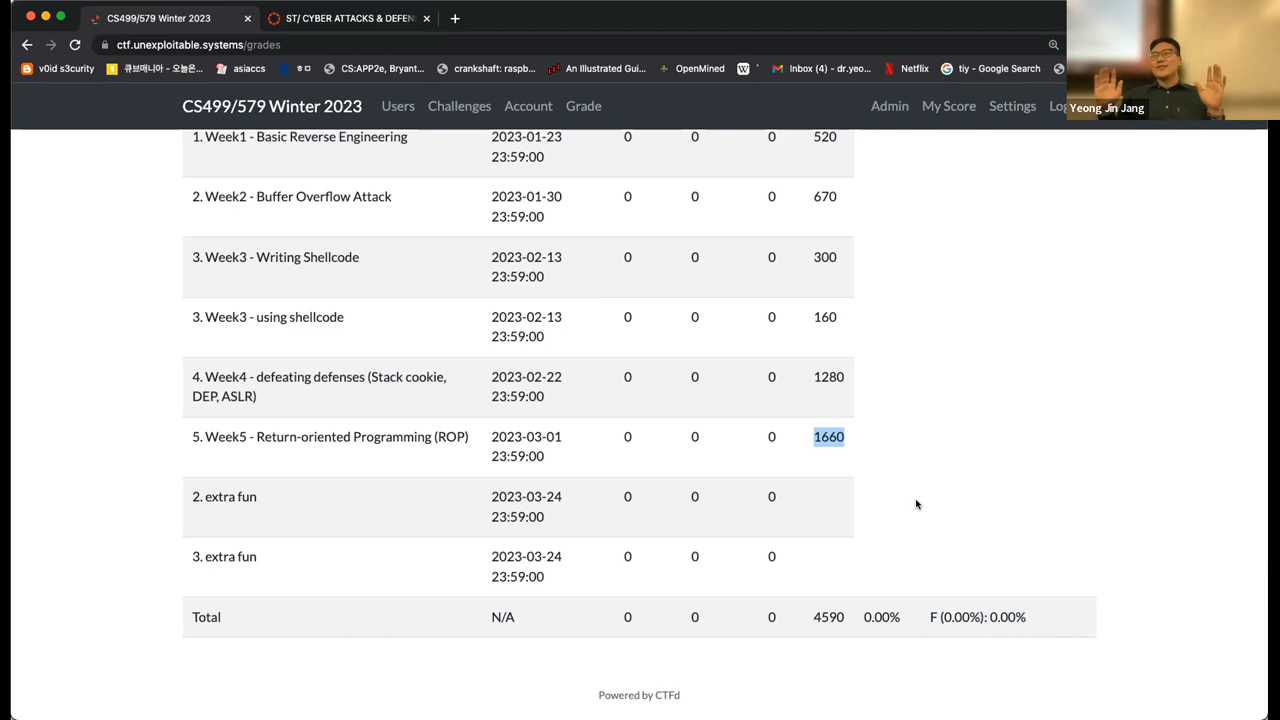 CS499/579 Winter 2023
ST/ CYBER ATTACKS & DEFEN
ctf.unexploitable.systems/grades
v0id s3curity
큐브매니아 - 오늘은...
asiaccs
ㅎㅇ
CS:APP2e, Bryant...
Linkshaft: raspb...
An Illustrated Gui...
OpenMined
W
Inbox (4) - dr.yeo...
Netflix
tiy - Google Search
CS499/579 Winter 2023 Users Challenges Account Grade Admin My Score Settings
Yeong Jin Jang
1. Week1 - Basic Reverse Engineering 2023-01-23 0 0 0 520
23:59:00
2. Week2 - Buffer Overflow Attack 2023-01-30 0 0 0 670
23:59:00
3. Week3 - Writing Shellcode 2023-02-13 0 0 0 300
23:59:00
3. Week3 - using shellcode 2023-02-13 0 0 0 160
23:59:00
4. Week4 - defeating defenses (Stack cookie, 2023-02-22 0 0 0 1280
DEP, ASLR) 23:59:00
5. Week5 - Return-oriented Programming (ROP) 2023-03-01 0 0 0 1660
23:59:00
2. extra fun 2023-03-24 0 0 0
23:59:00
3. extra fun 2023-03-24 0 0 0
23:59:00
Total N/A 0 0 0 4590 0.00% F (0.00%): 0.00%
Powered by CTFd